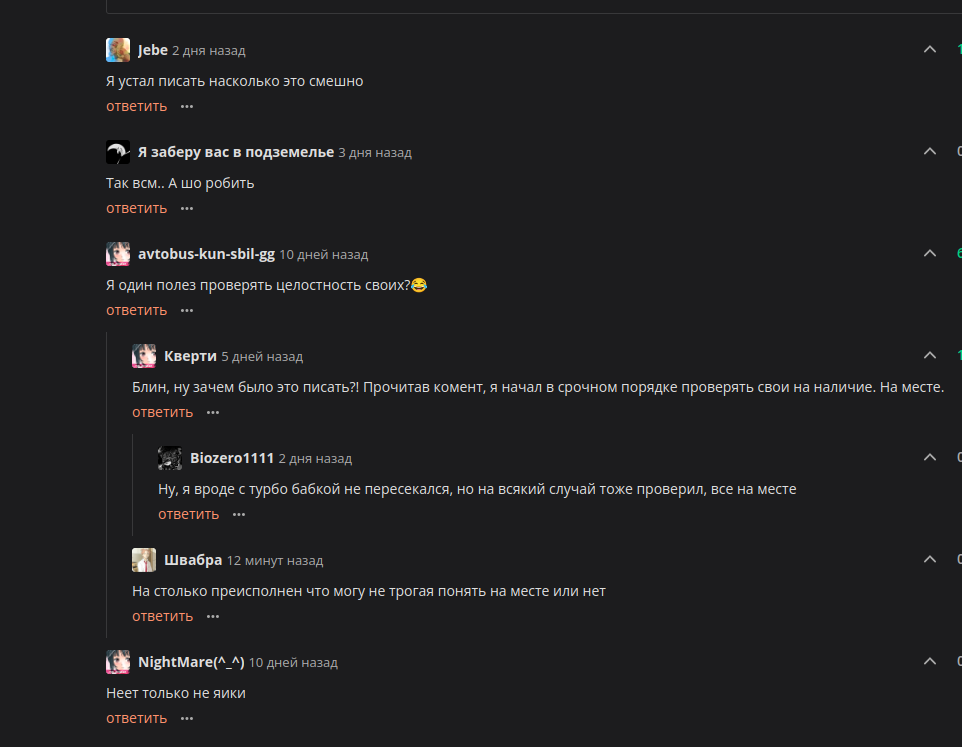 Jebe 2 дня назад
Я устал писать насколько это смешно
ответить ...
Я заберу вас в подземелье 3 дня назад
Так всм.. А шо робить
ответить ...
avtobus-kun-sbil-gg 10 дней назад
Я один полез проверять целостность своих?😂
ответить ...
Кверти 5 дней назад
Блин, ну зачем было это писать?! Прочитав комент, я начал в срочном порядке проверять свои на наличие. На месте.
ответить ...
Biozero1111 2 дня назад
Ну, я вроде с турбо бабкой не пересекался, но на всякий случай тоже проверил, все на месте
ответить ...
Швабра 12 минут назад
На столько преисполнен что могу не трогая понять на месте или нет
ответить ...
NightMare(^_^) 10 дней назад
Неет только не яики
ответить ...